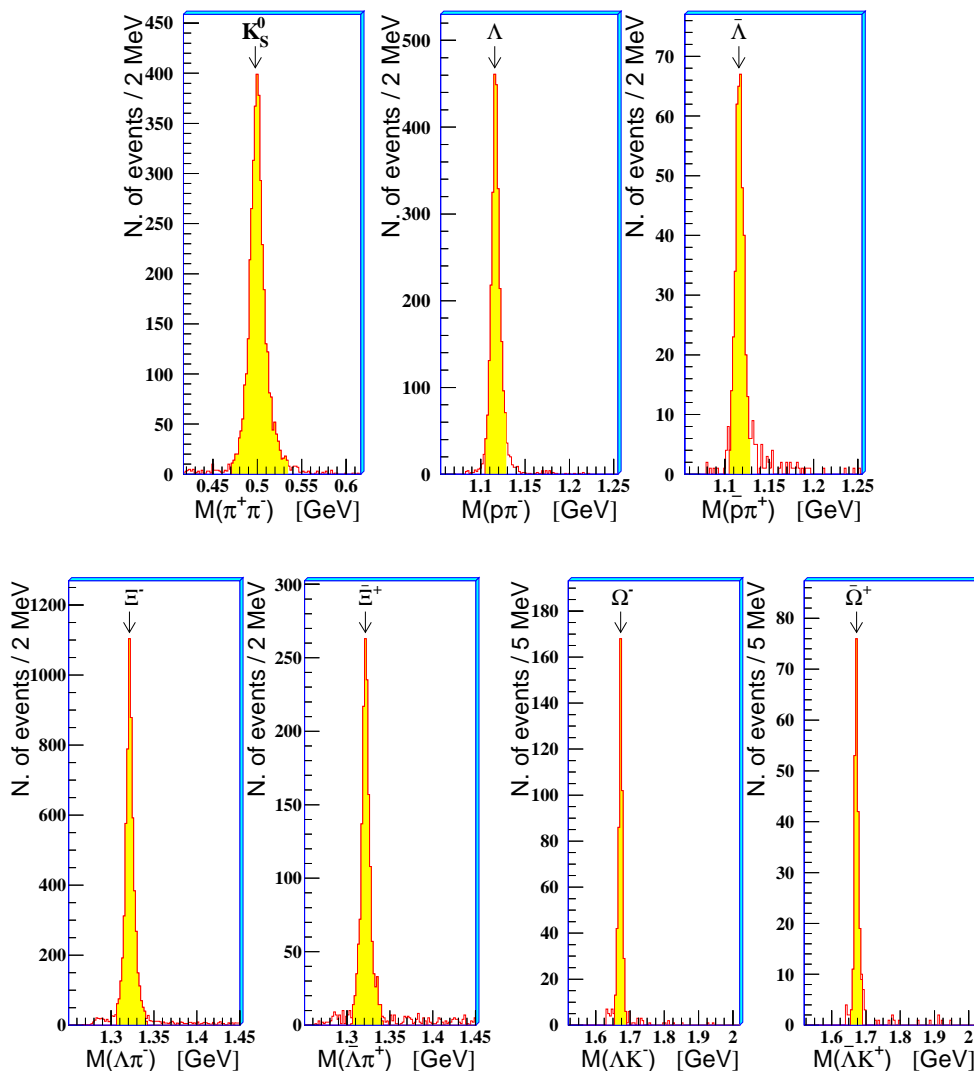 K⁰_S
N. of events / 2 MeV
450
400
350
300
250
200
150
100
50
0
0.45 0.5 0.55 0.6
M(π⁺π⁻) [GeV]
Λ
N. of events / 2 MeV
500
400
300
200
100
0
1.1 1.15 1.2 1.25
M(pπ⁻) [GeV]
Λ̄
N. of events / 2 MeV
70
60
50
40
30
20
10
0
1.1 1.15 1.2 1.25
M(p̄π⁺) [GeV]
Ξ⁻
N. of events / 2 MeV
1200
1000
800
600
400
200
0
1.3 1.35 1.4 1.45
M(Λπ⁻) [GeV]
Ξ̄⁺
N. of events / 2 MeV
300
250
200
150
100
50
0
1.3 1.35 1.4 1.45
M(Λ̄π⁺) [GeV]
Ω⁻
N. of events / 5 MeV
180
160
140
120
100
80
60
40
20
0
1.6 1.7 1.8 1.9 2
M(ΛK⁻) [GeV]
Ω̄⁺
N. of events / 5 MeV
80
70
60
50
40
30
20
10
0
1.6 1.7 1.8 1.9 2
M(Λ̄K⁺) [GeV]